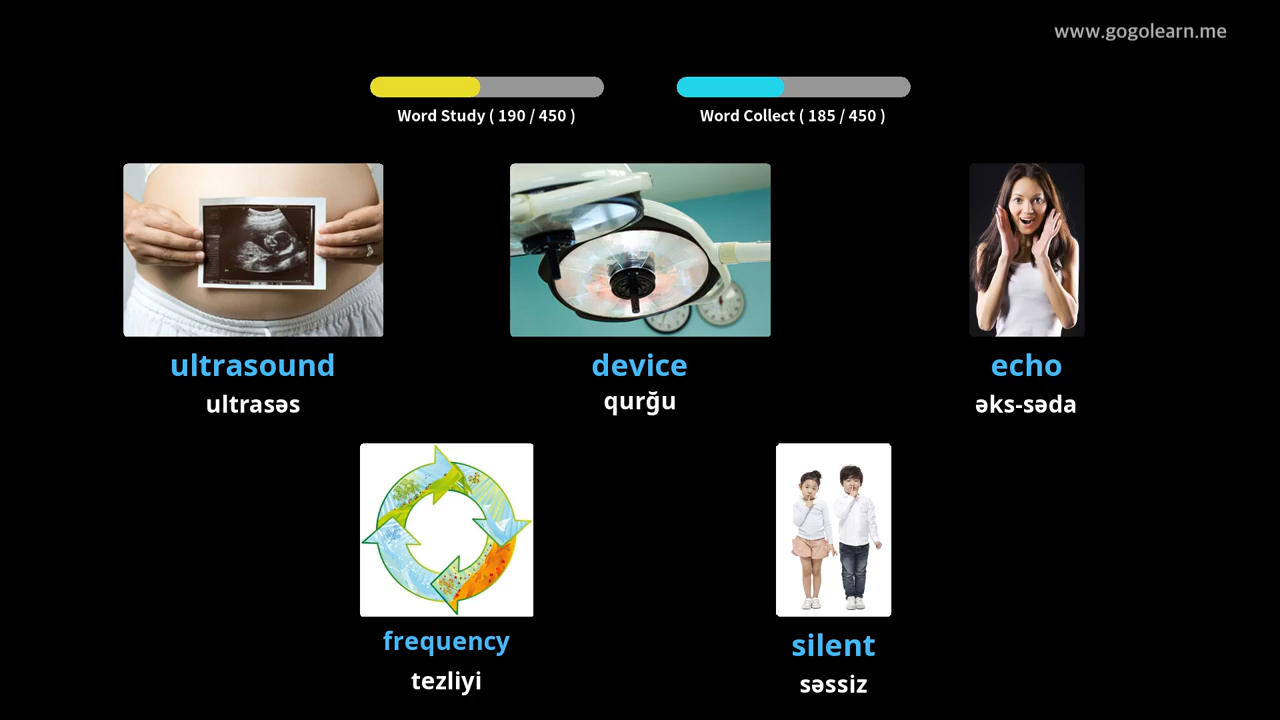 www.gogolearn.me
Word Study ( 190 / 450 )
Word Collect ( 185 / 450 )
ultrasound
ultrasəs
device
qurğu
echo
əks-səda
frequency
tezliyi
silent
səssiz